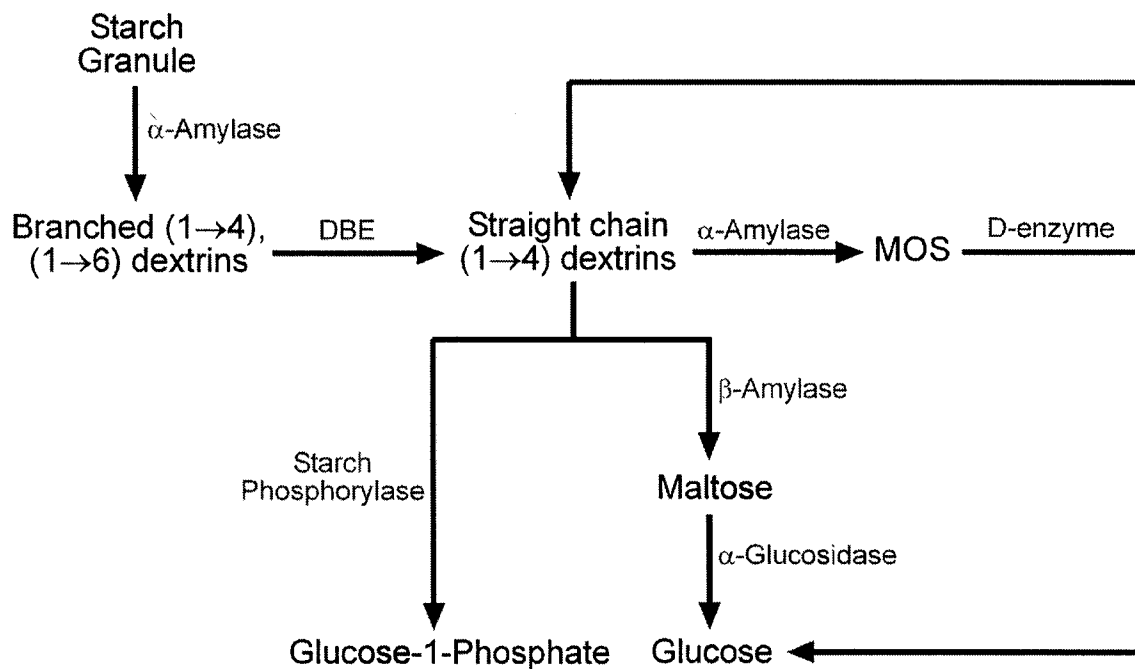 Starch
Granule
α-Amylase
Branched (1→4),
(1→6) dextrins
DBE
Straight chain
(1→4) dextrins
α-Amylase
MOS
D-enzyme
β-Amylase
Starch
Phosphorylase
Maltose
α-Glucosidase
Glucose-1-Phosphate
Glucose